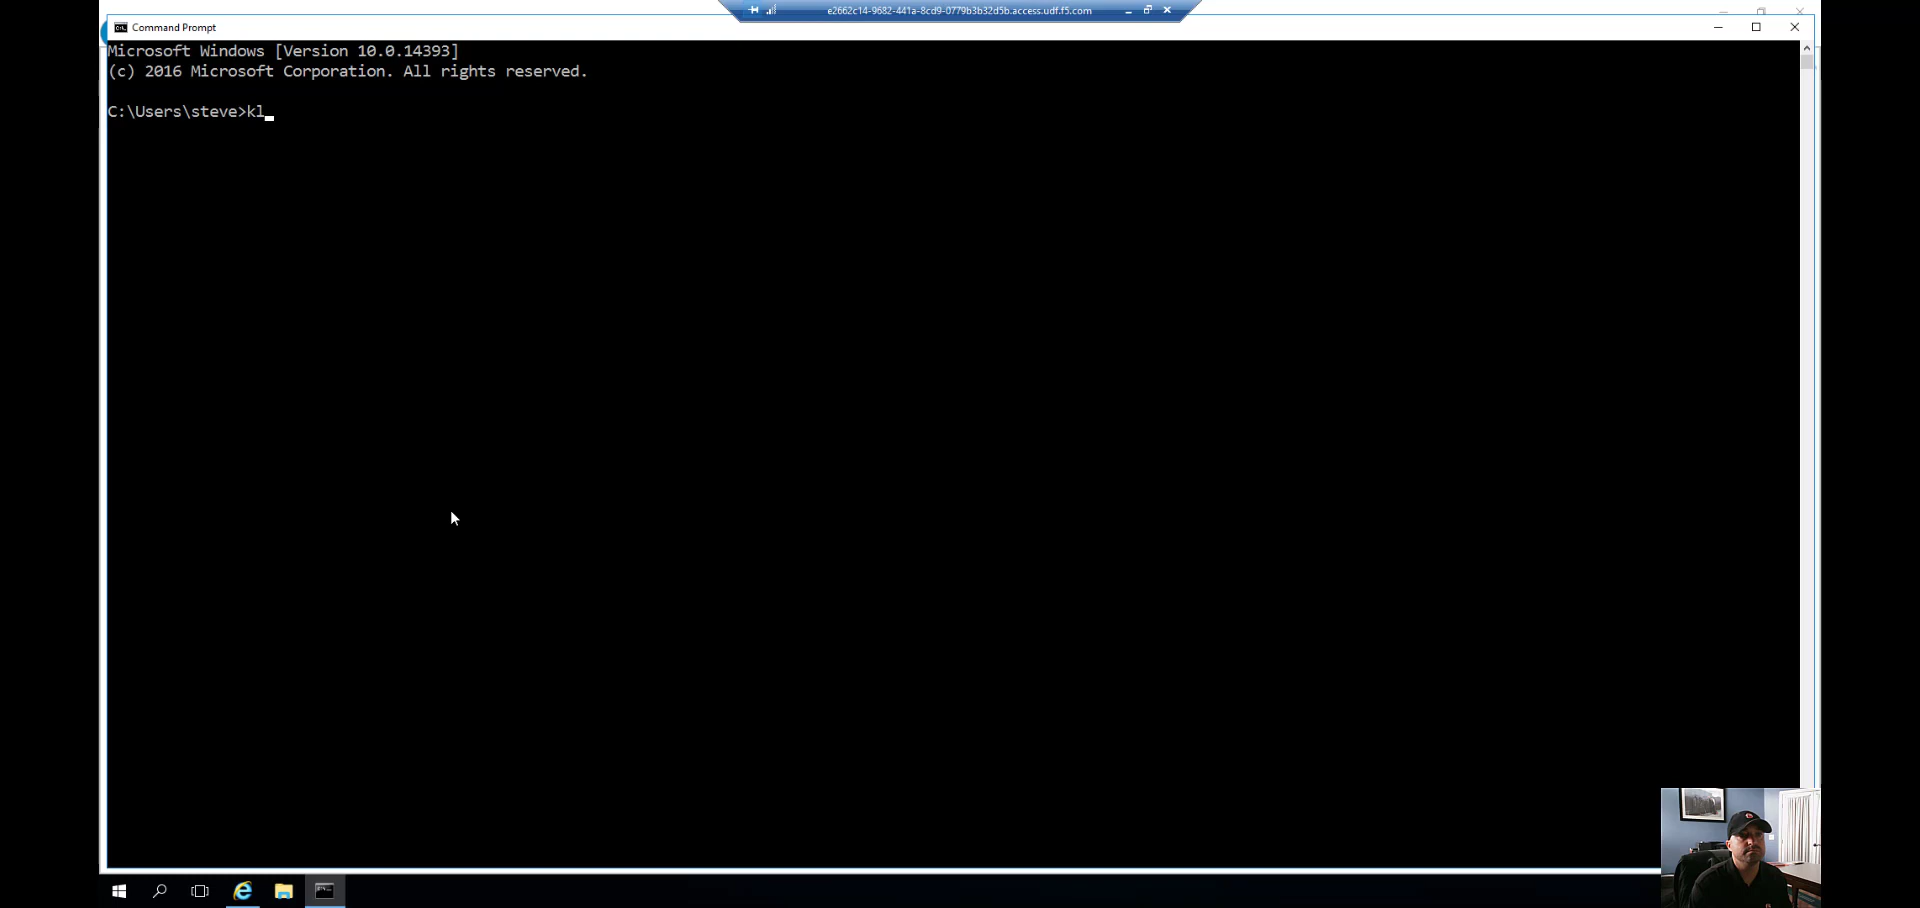 e2662c14-9682-441a-8cd9-0779b3b32d5b.access.udf.f5.com
Command Prompt
Microsoft Windows [Version 10.0.14393]
(c) 2016 Microsoft Corporation. All rights reserved.
C:\Users\steve>kl